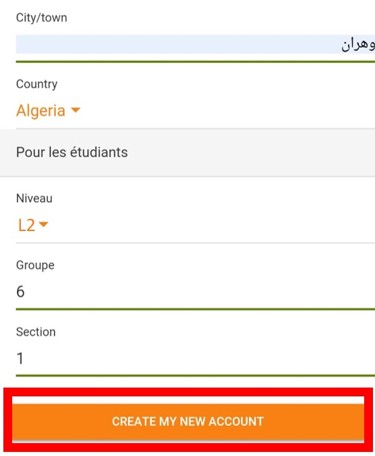 City/town
وهران
Country
Algeria
Pour les étudiants
Niveau
L2
Groupe
6
Section
1
CREATE MY NEW ACCOUNT